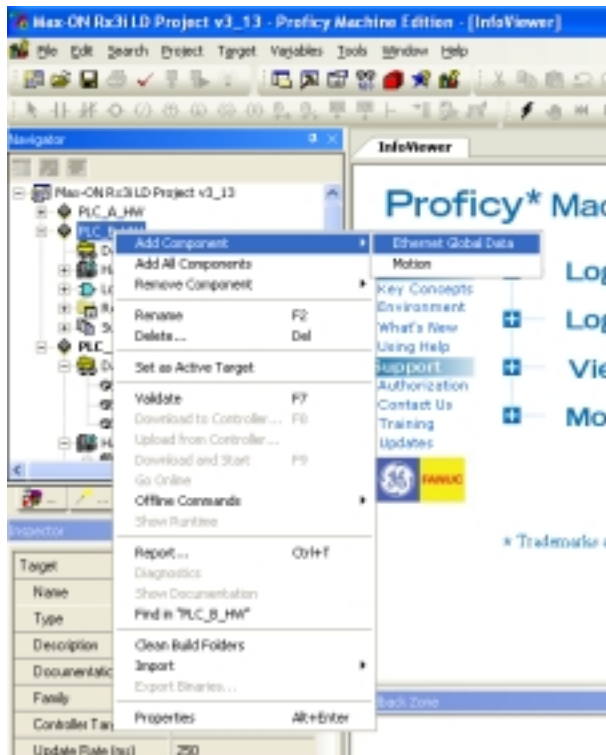 Max-ON Rx3i LD Project v3_13 - Proficy Machine Edition - [InfoViewer]
File Edit Search Project Target Variables Tools Window Help
Navigator
InfoViewer
Max-ON Rx3i LD Project v3_13
PLC_A_HW
PLC_B_HW
PLC_
Proficy* Mac
Add Component
Add All Components
Remove Component
Rename F2
Delete... Del
Set as Active Target
Validate F7
Download to Controller... F8
Upload from Controller...
Download and Start F9
Go Online
Offline Commands
Show Runtime
Report... Ctrl+T
Diagnostics
Show Documentation
Find in "PLC_B_HW"
Clean Build Folders
Import
Export Binaries...
Properties Alt+Enter
Ethernet Global Data
Motion
Key Concepts
Environment
What's New
Using Help
Support
Authorization
Contact Us
Training
Updates
GE FANUC
Log
Log
Vie
Mo
* Trademarks
Inspector
Target
Name
Type
Description
Documentatio
Family
Controller Tar
Update Rate (ms) 250
back Zone